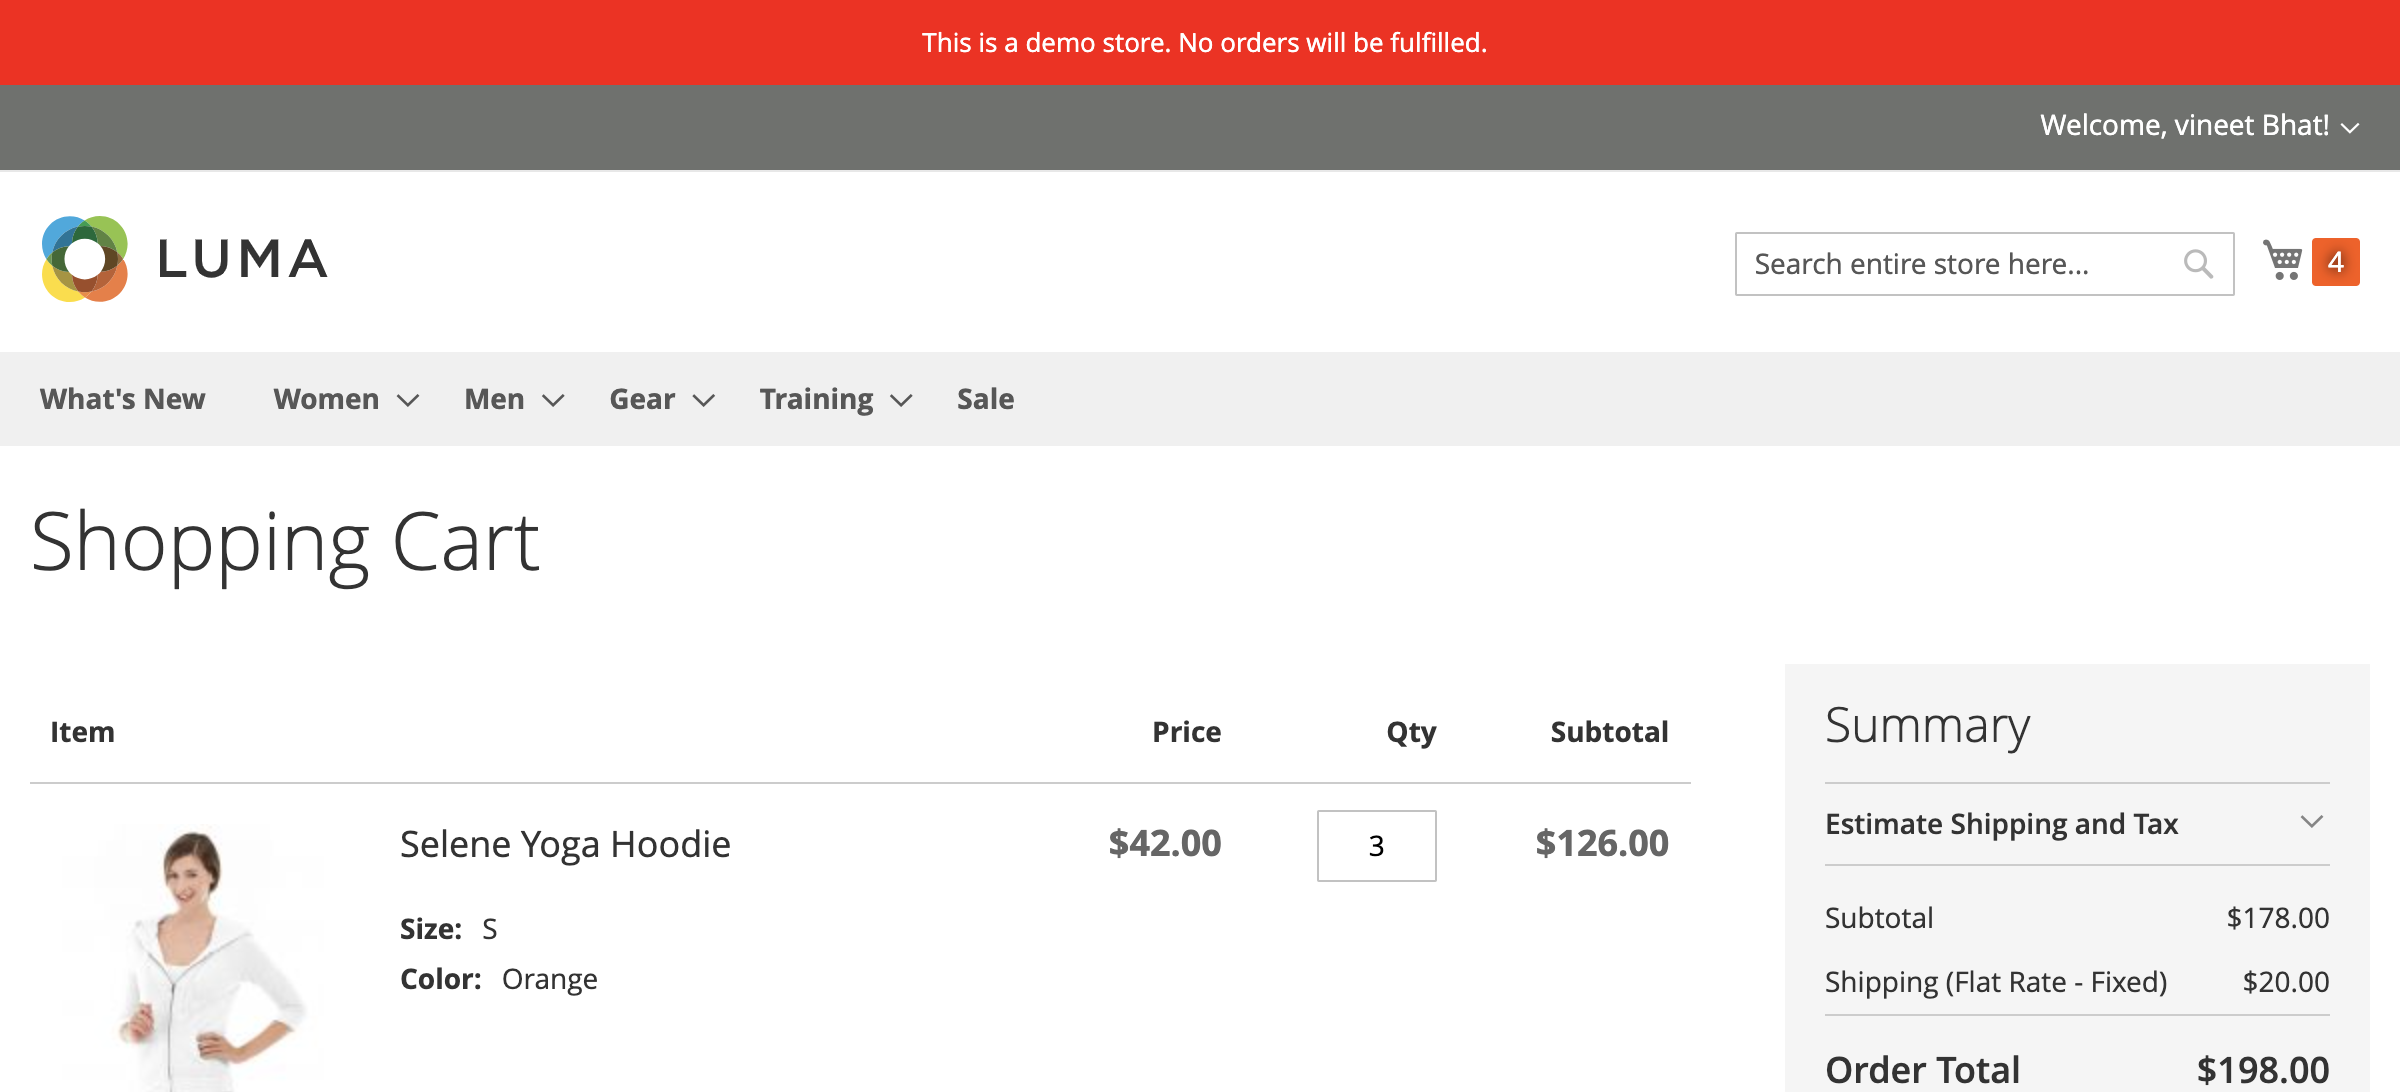 This is a demo store. No orders will be fulfilled.
Welcome, vineet Bhat!
LUMA
Search entire store here...
4
What's New Women Men Gear Training Sale
Shopping Cart
Item Price Qty Subtotal
Selene Yoga Hoodie $42.00 3 $126.00
Size: S
Color: Orange
Summary
Estimate Shipping and Tax
Subtotal $178.00
Shipping (Flat Rate - Fixed) $20.00
Order Total $198.00